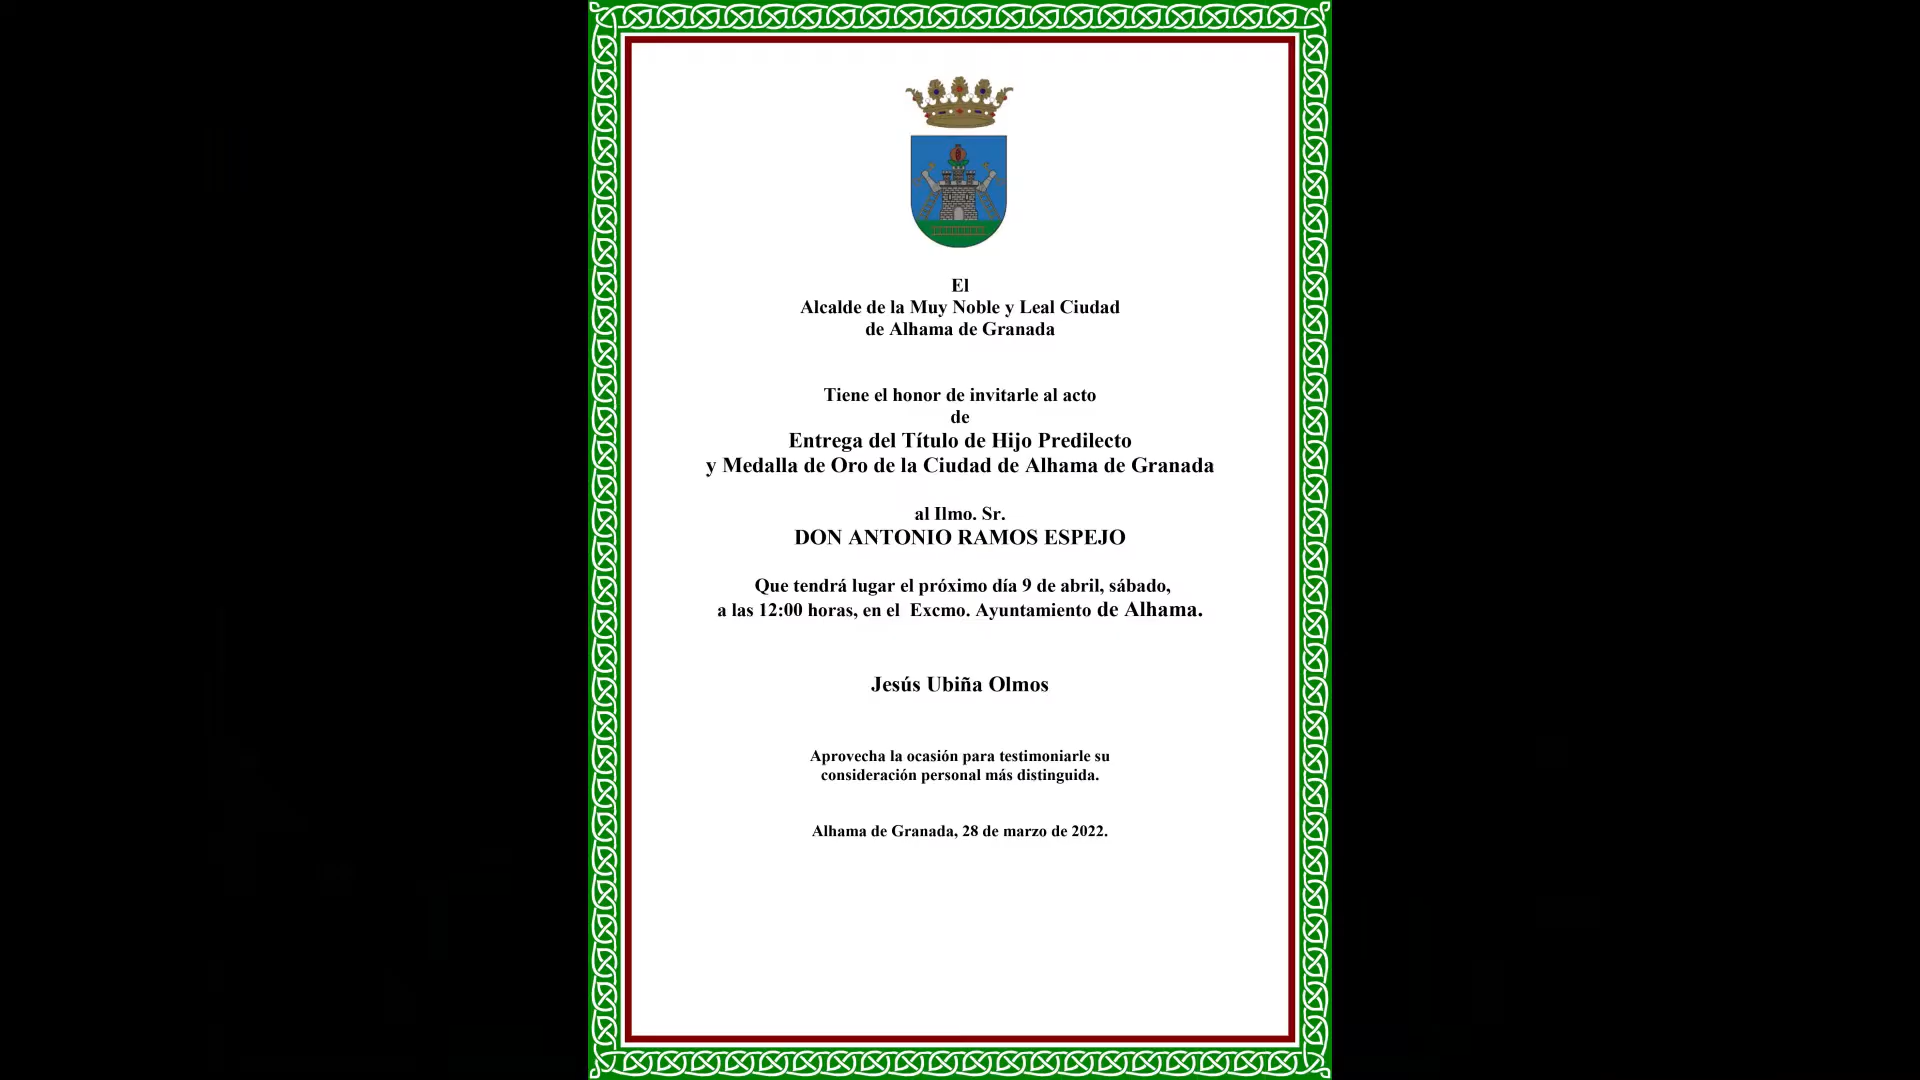 El
Alcalde de la Muy Noble y Leal Ciudad
de Alhama de Granada
Tiene el honor de invitarle al acto
de
Entrega del Título de Hijo Predilecto
y Medalla de Oro de la Ciudad de Alhama de Granada
al Ilmo. Sr.
DON ANTONIO RAMOS ESPEJO
Que tendrá lugar el próximo día 9 de abril, sábado,
a las 12:00 horas, en el  Excmo. Ayuntamiento de Alhama.
Jesús Ubiña Olmos
Aprovecha la ocasión para testimoniarle su
consideración personal más distinguida.
Alhama de Granada, 28 de marzo de 2022.